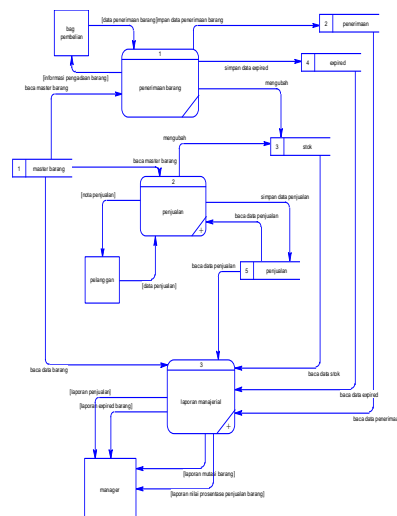 bag
pembelian
[data penerimaan barang]
mpan data penerimaan barang
2 penerimaan
1
penerimaan barang
4 expired
simpan data expired
[informasi pengadaan barang]
baca master barang
mengubah
mengubah
3 stok
1 master barang
baca master barang
2
penjualan
+
simpan data penjualan
[nota penjualan]
baca data penjualan
pelanggan
[data penjualan]
baca data penjualan
5 penjualan
3
laporan manajerial
+
baca data barang
baca data stok
[laporan penjualan]
baca data expired
[laporan expired barang]
baca data penerimaa
manager
[laporan mutasi barang]
[laporan nilai prosentase penjualan barang]